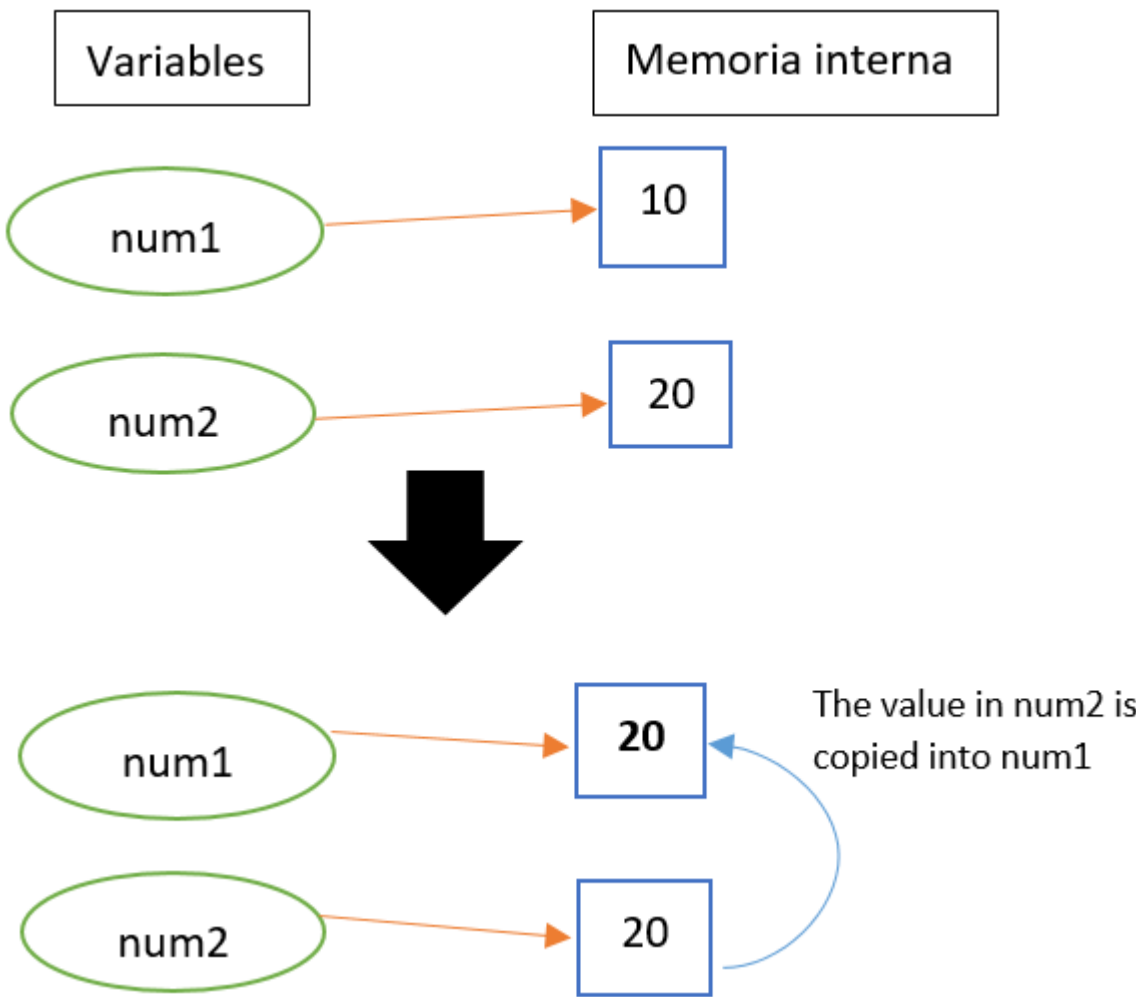 Variables
Memoria interna
num1
10
num2
20
num1
20
The value in num2 is
copied into num1
num2
20